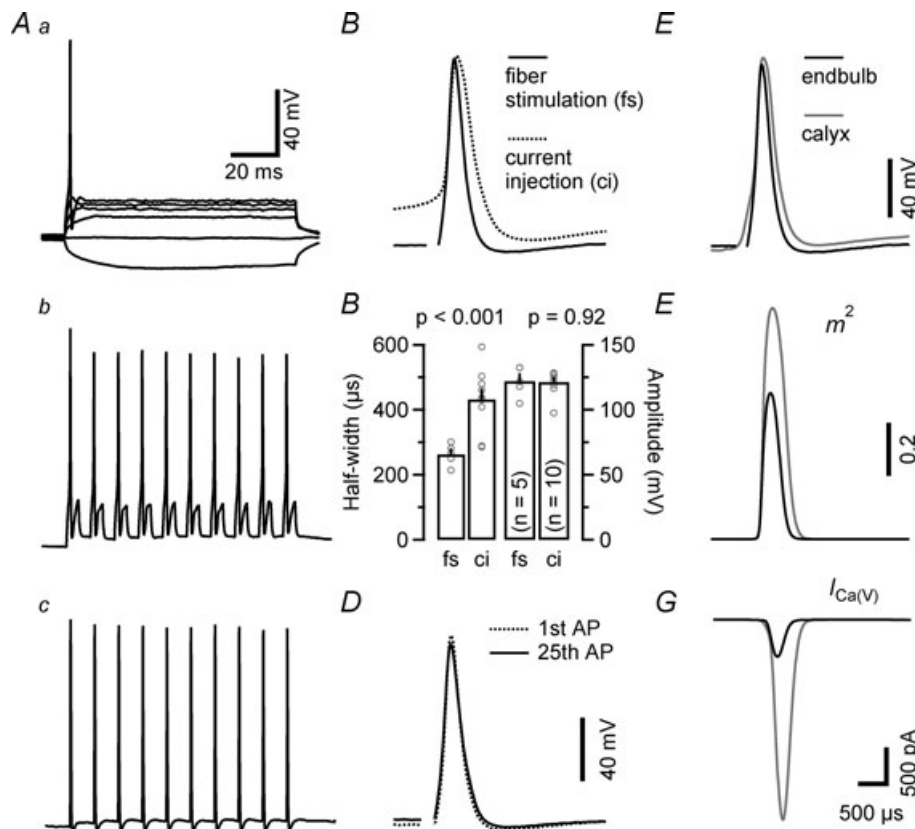 A
a
40 mV
20 ms
B
fiber
stimulation (fs)
current
injection (ci)
E
endbulb
calyx
40 mV
b
B
p < 0.001
p = 0.92
600
400
200
0
Half-width (µs)
150
100
50
0
Amplitude (mV)
(n = 5)
(n = 10)
fs
ci
fs
ci
E
m²
0.2
c
D
1st AP
25th AP
40 mV
G
I Ca(V)
500 pA
500 µs